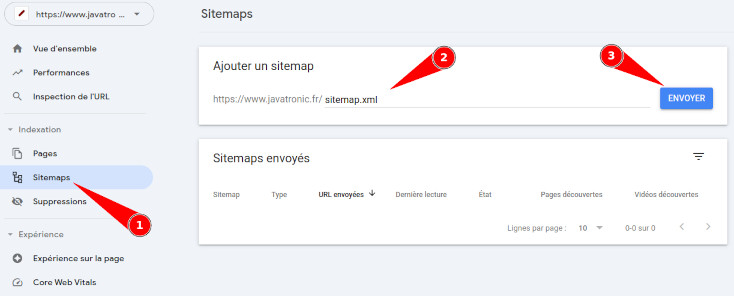 https://www.javatro ...
Vue d'ensemble
Performances
Inspection de l'URL
Indexation
Pages
Sitemaps
Suppressions
Expérience
Expérience sur la page
Core Web Vitals
1
Sitemaps
Ajouter un sitemap
2
3
https://www.javatronic.fr/ sitemap.xml
ENVOYER
Sitemaps envoyés
Sitemap Type URL envoyées Dernière lecture État Pages découvertes Vidéos découvertes
Lignes par page : 10 0-0 sur 0